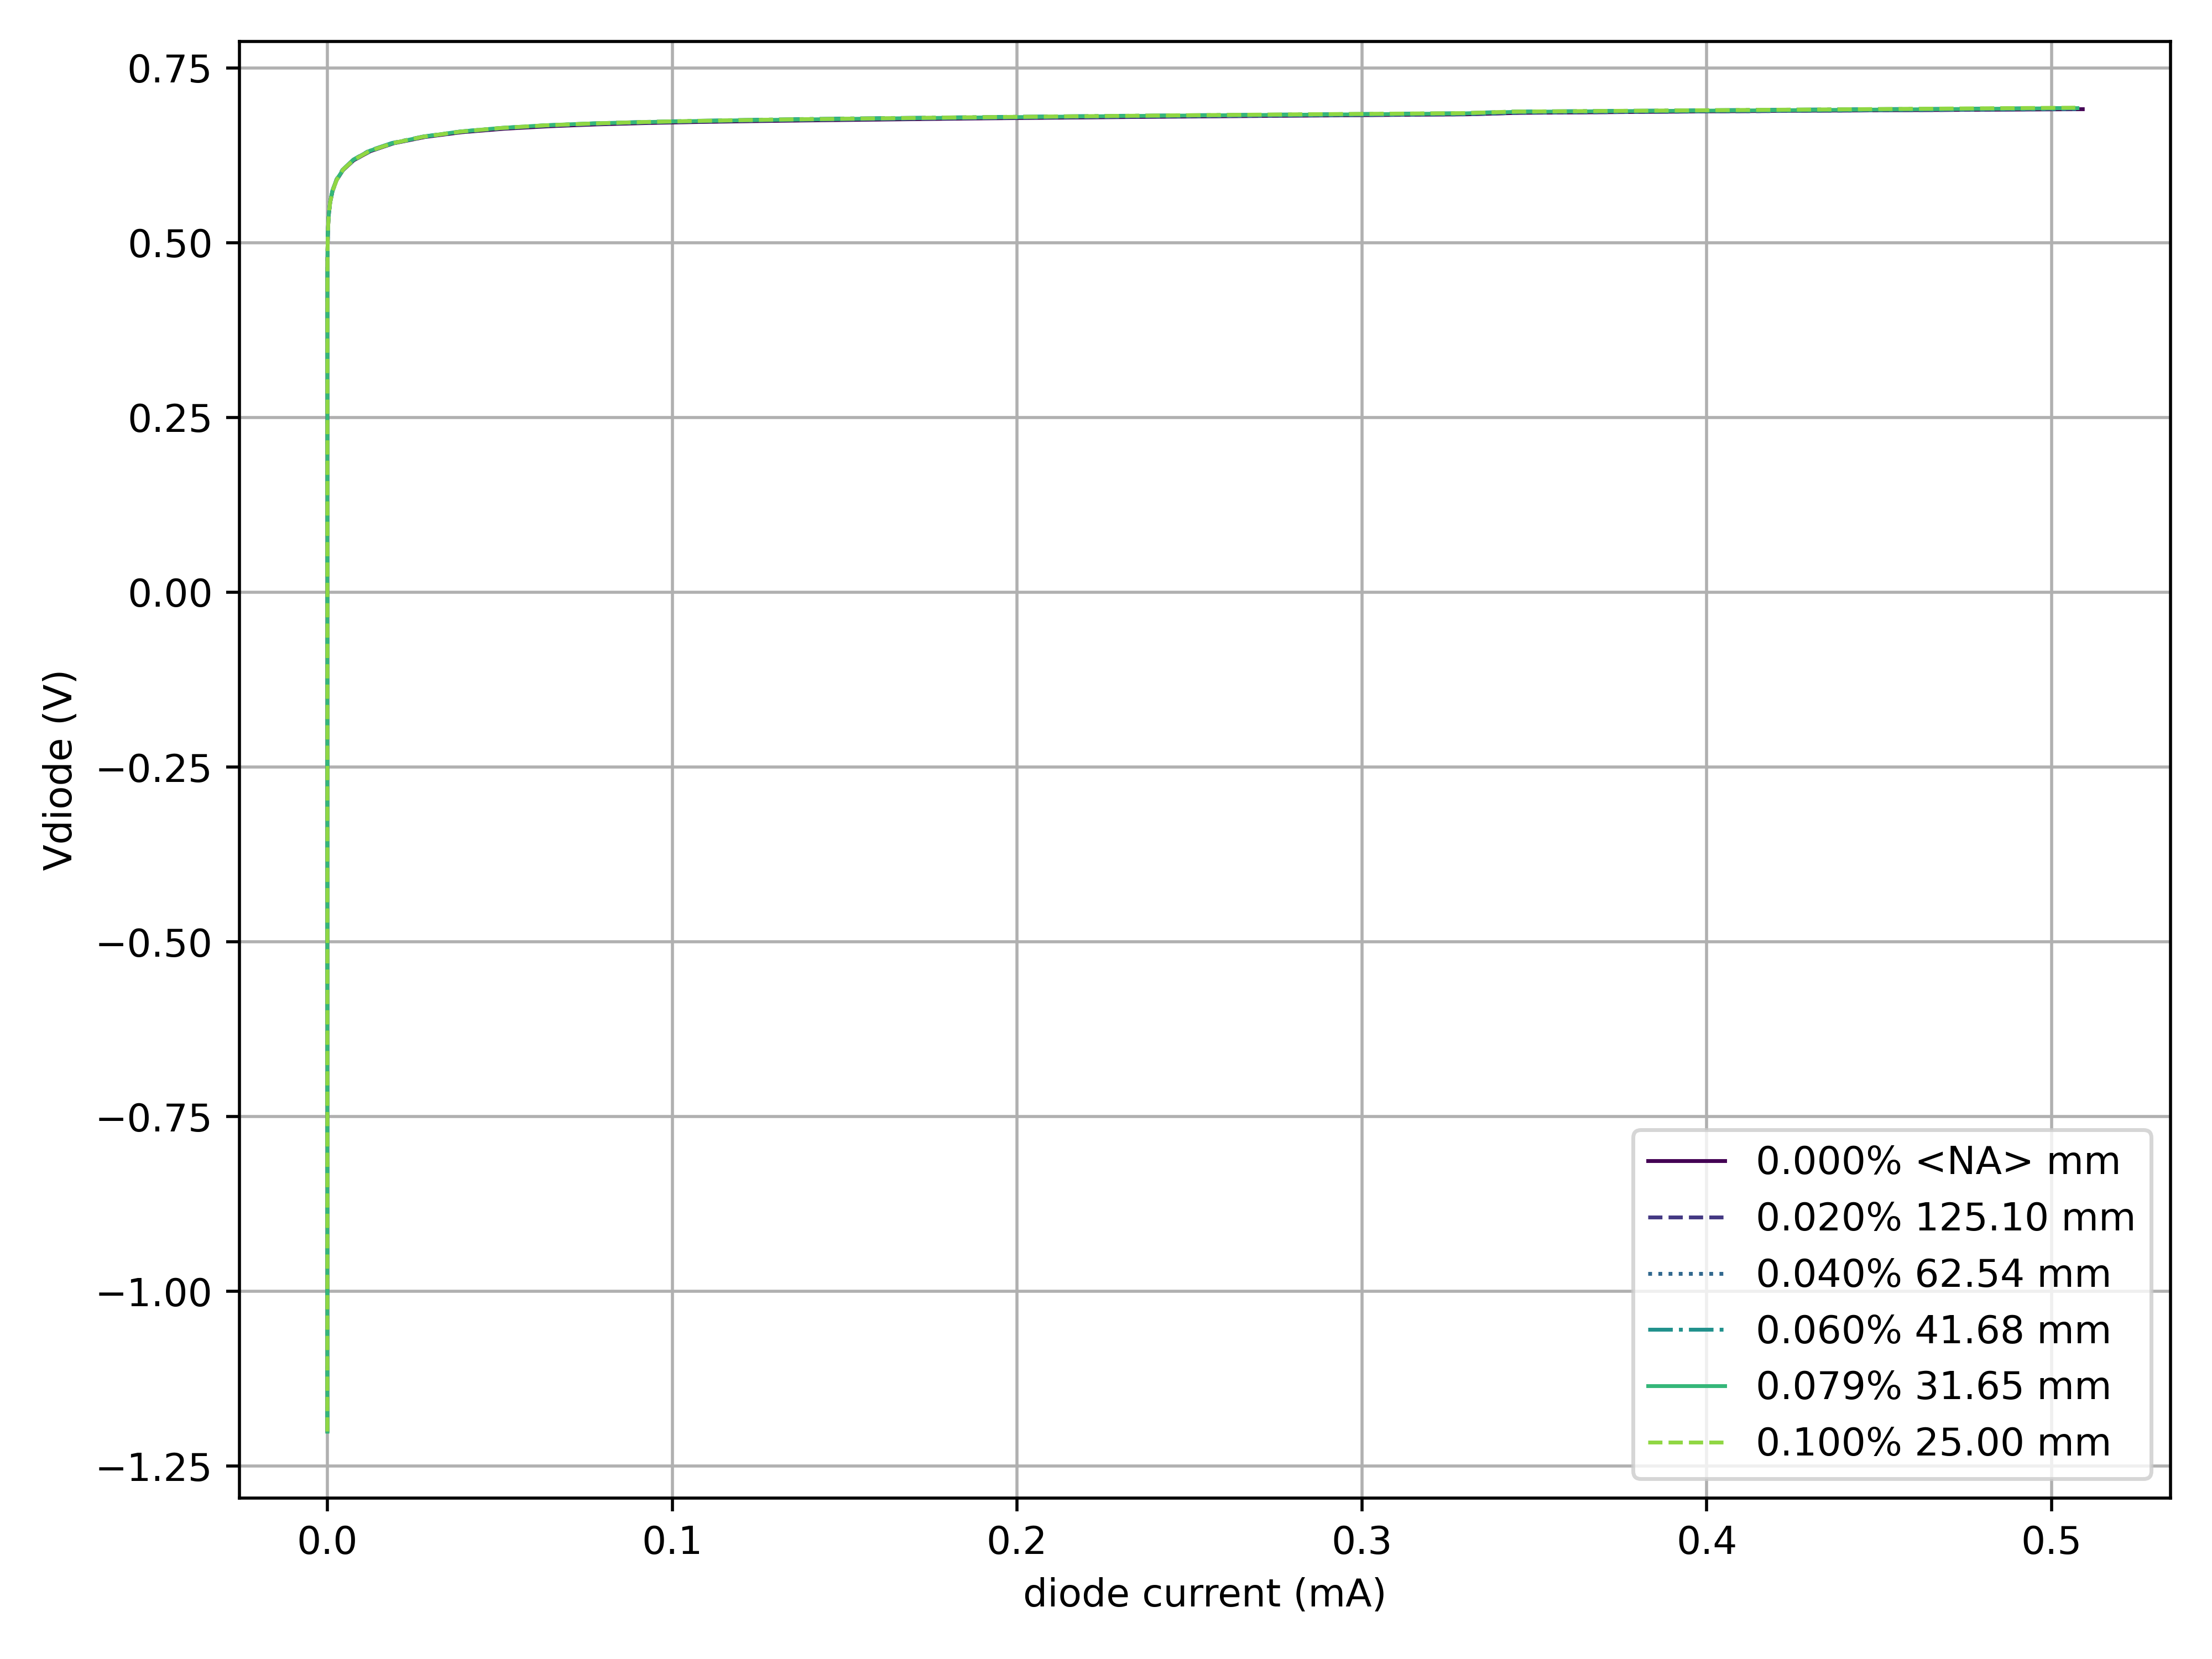 0.75
0.50
0.25
0.00
−0.25
−0.50
−0.75
−1.00
−1.25
Vdiode (V)
0.0 0.1 0.2 0.3 0.4 0.5
diode current (mA)
0.000% <NA> mm
0.020% 125.10 mm
0.040% 62.54 mm
0.060% 41.68 mm
0.079% 31.65 mm
0.100% 25.00 mm